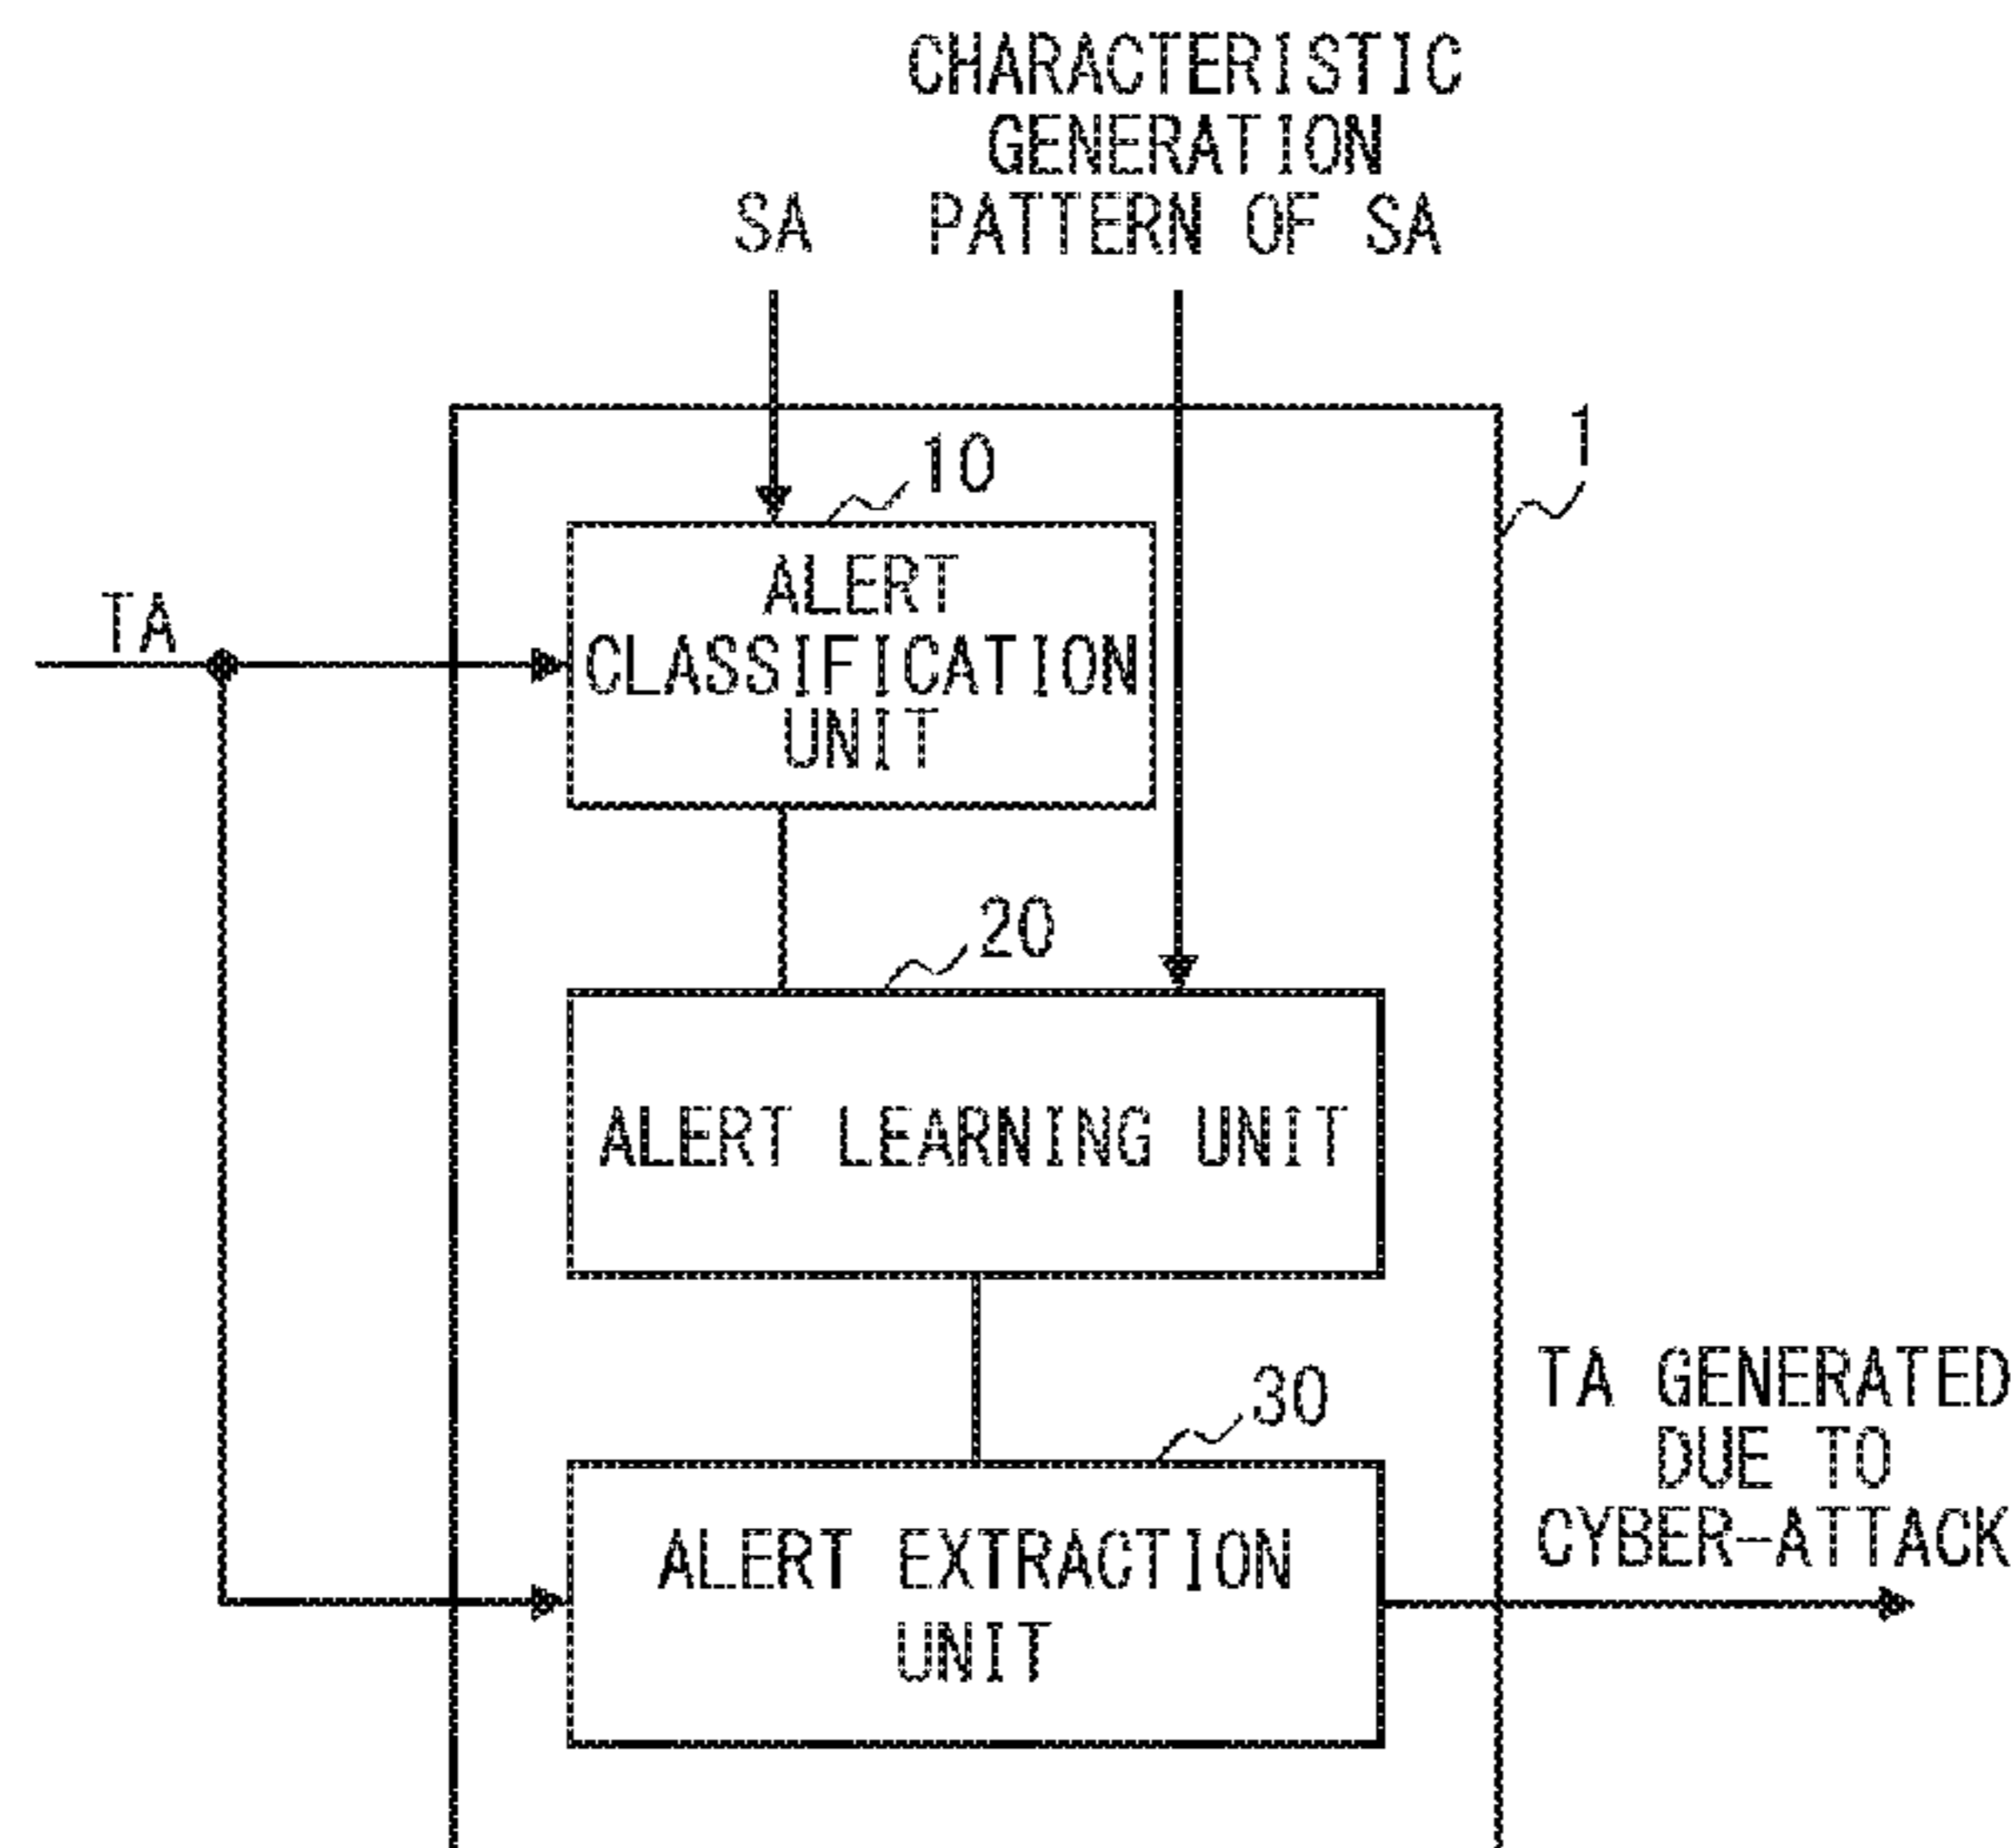 CHARACTERISTIC
GENERATION
SA PATTERN OF SA
1
10
ALERT
CLASSIFICATION
UNIT
TA
20
ALERT LEARNING UNIT
30
ALERT EXTRACTION
UNIT
TA GENERATED
DUE TO
CYBER-ATTACK